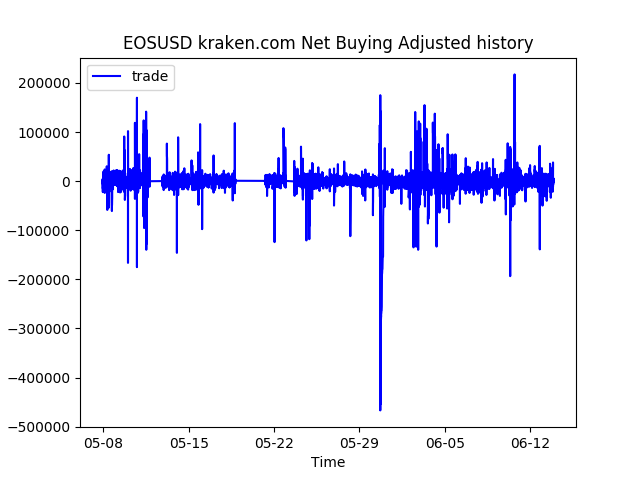 EOSUSD kraken.com Net Buying Adjusted history
trade
200000
100000
0
−100000
−200000
−300000
−400000
−500000
05-08 05-15 05-22 05-29 06-05 06-12
Time